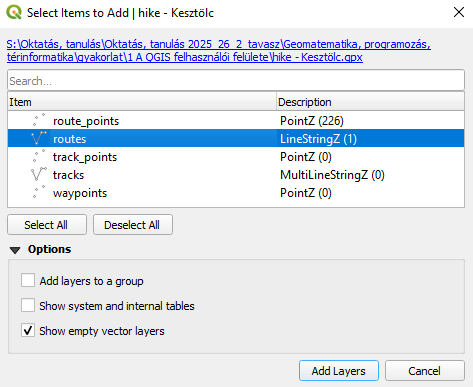 Select Items to Add | hike - Kesztölc
S:\Oktatás, tanulás\Oktatás, tanulás 2025_26_2_tavasz\Geomatematika, programozás,
térinformatika\gyakorlat\1 A QGIS felhasználói felülete\hike - Kesztölc.gpx
Search...
Item Description
route_points PointZ (226)
routes LineStringZ (1)
track_points PointZ (0)
tracks MultiLineStringZ (0)
waypoints PointZ (0)
Select All Deselect All
Options
Add layers to a group
Show system and internal tables
Show empty vector layers
Add Layers Cancel